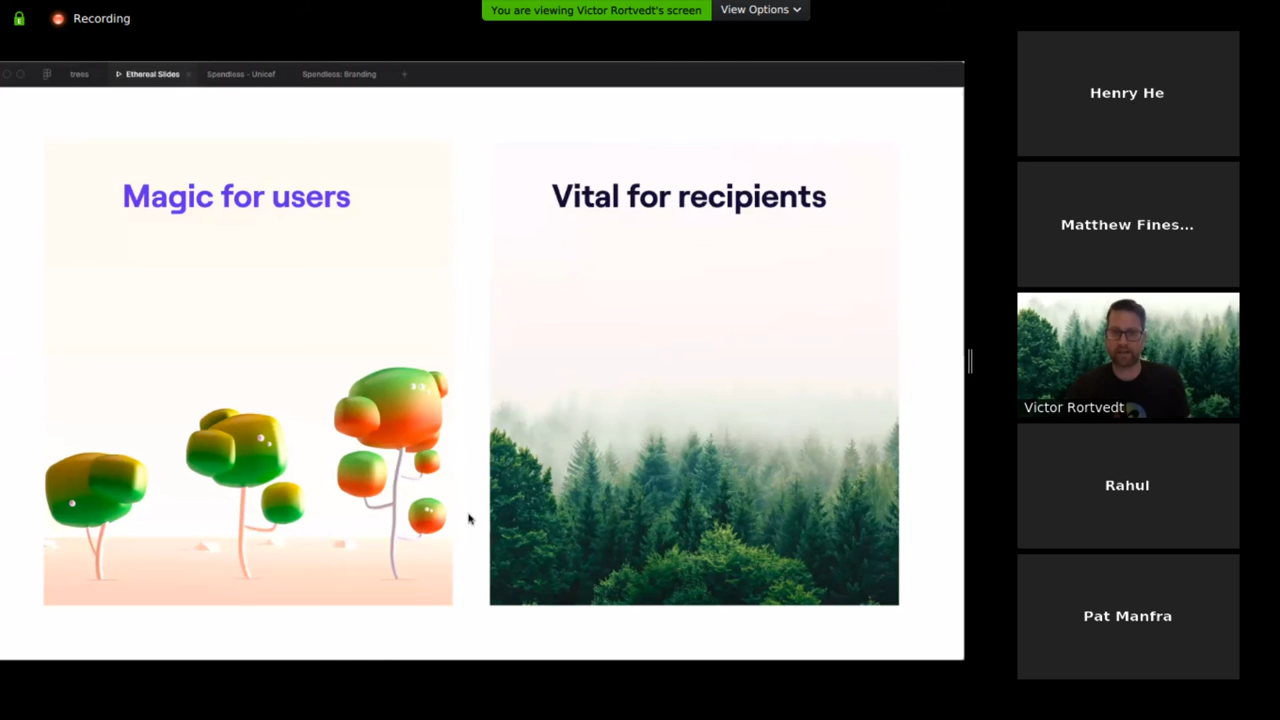 Recording
You are viewing Victor Rortvedt's screen
View Options
trees
Ethereal Slides
Spendless - Unicef
Spendless: Branding
Magic for users
Vital for recipients
Henry He
Matthew Fines...
Victor Rortvedt
Rahul
Pat Manfra